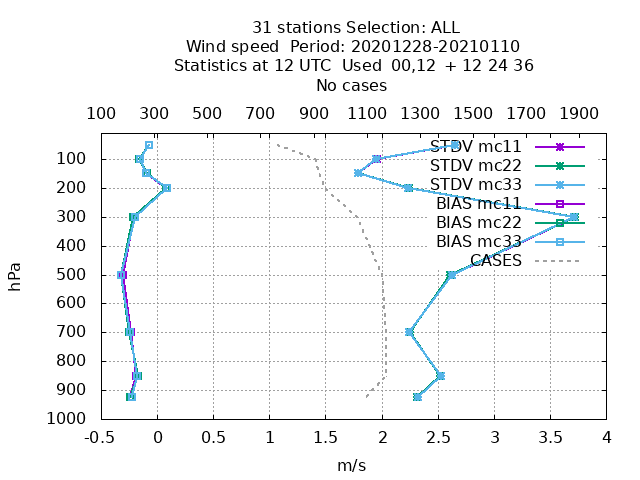 31 stations Selection: ALL
Wind speed  Period: 20201228-20210110
Statistics at 12 UTC  Used  00,12  + 12 24 36
No cases
100 300 500 700 900 1100 1300 1500 1700 1900
STDV mc11
STDV mc22
STDV mc33
BIAS mc11
BIAS mc22
BIAS mc33
CASES
100
200
300
400
500
600
700
800
900
1000
hPa
-0.5 0 0.5 1 1.5 2 2.5 3 3.5 4
m/s